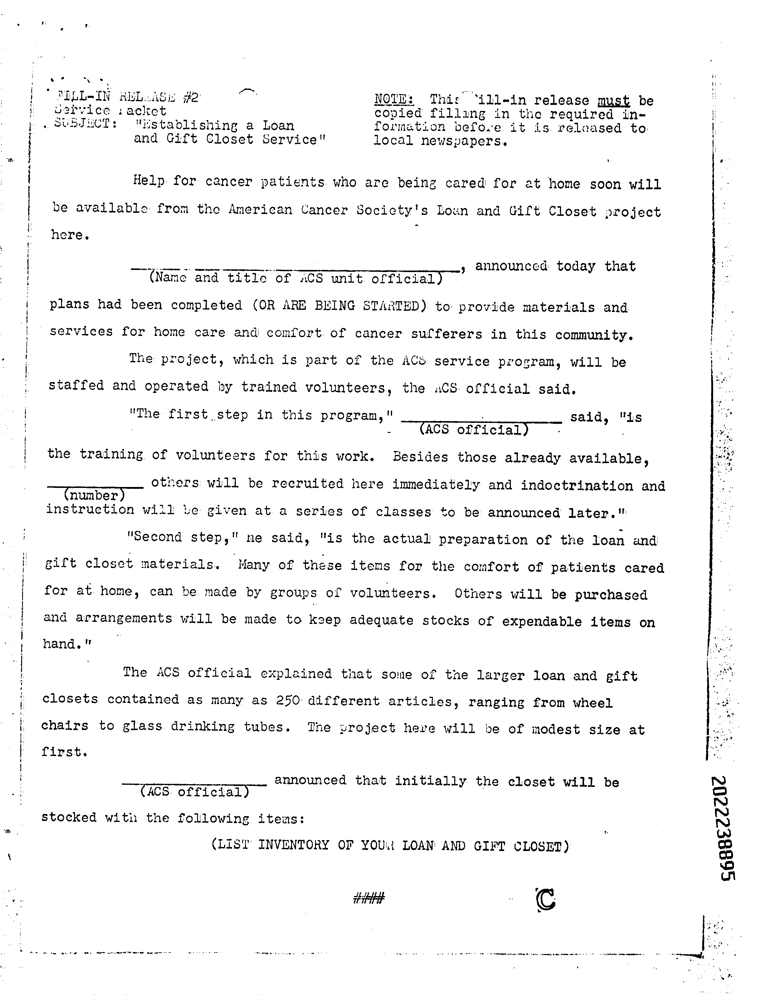 FILL-IN RELEASE #2
Service Packet
SUBJECT: "Establishing a Loan
and Gift Closet Service"
NOTE: This fill-in release must be
copied filling in the required in-
formation before it is released to
local newspapers.
Help for cancer patients who are being cared for at home soon will
be available from the American Cancer Society's Loan and Gift Closet project
here.
____________________, announced today that
(Name and title of ACS unit official)
plans had been completed (OR ARE BEING STARTED) to provide materials and
services for home care and comfort of cancer sufferers in this community.
The project, which is part of the ACS service program, will be
staffed and operated by trained volunteers, the ACS official said.
"The first step in this program," ____________________ said, "is
(ACS official)
the training of volunteers for this work. Besides those already available,
__________ others will be recruited here immediately and indoctrination and
(number)
instruction will be given at a series of classes to be announced later."
"Second step," he said, "is the actual preparation of the loan and
gift closet materials. Many of these items for the comfort of patients cared
for at home, can be made by groups of volunteers. Others will be purchased
and arrangements will be made to keep adequate stocks of expendable items on
hand."
The ACS official explained that some of the larger loan and gift
closets contained as many as 250 different articles, ranging from wheel
chairs to glass drinking tubes. The project here will be of modest size at
first.
__________________ announced that initially the closet will be
(ACS official)
stocked with the following items:
(LIST INVENTORY OF YOUR LOAN AND GIFT CLOSET)
####
C
2022238895